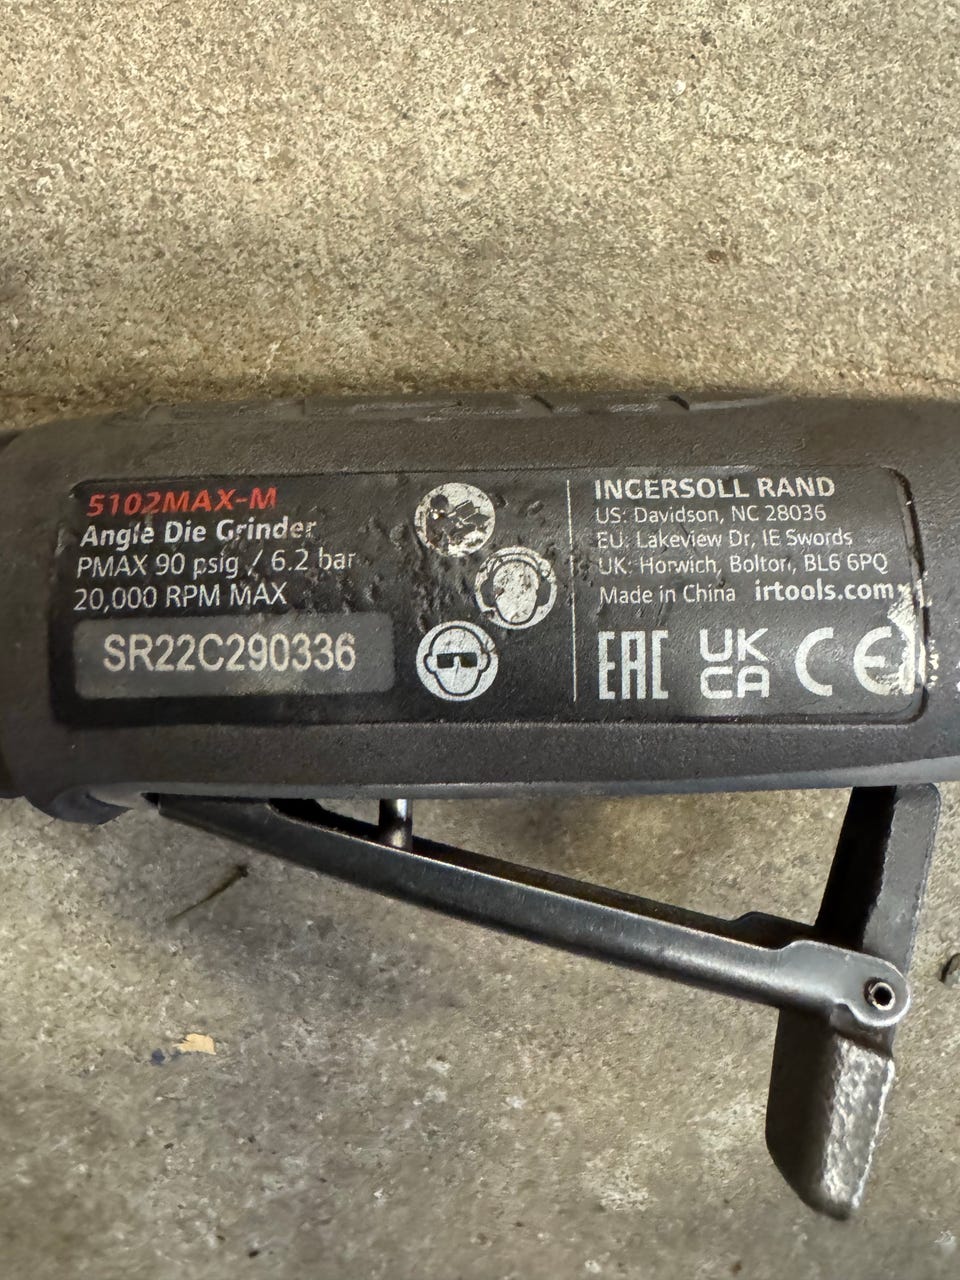 5102MAX-M
Angle Die Grinder
PMAX 90 psig / 6.2 bar
20,000 RPM MAX
SR22C290336
INGERSOLL RAND
US: Davidson, NC 28036
EU: Lakeview Dr, IE Swords
UK: Horwich, Bolton, BL6 6PQ
Made in China irtools.com
EAC UK CA CE